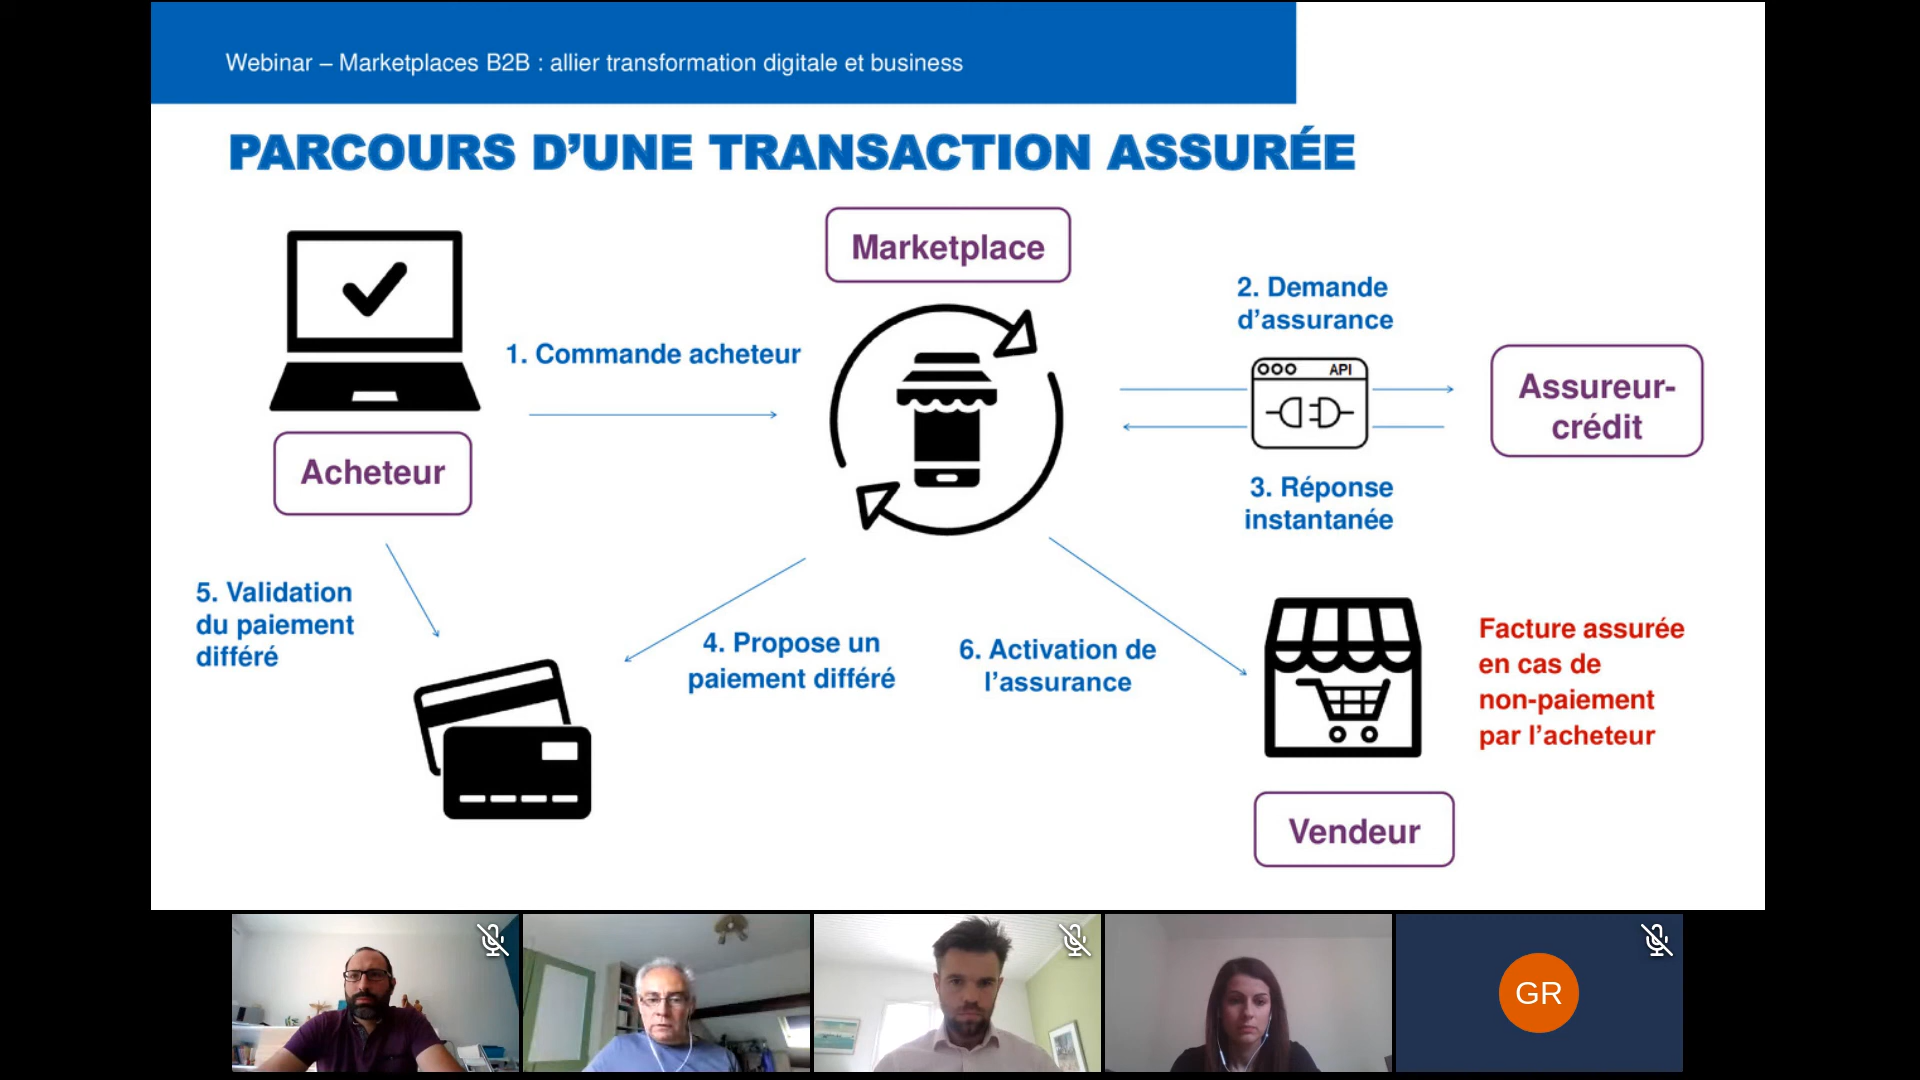 Webinar – Marketplaces B2B : allier transformation digitale et business
PARCOURS D’UNE TRANSACTION ASSURÉE
Marketplace
2. Demande
d’assurance
1. Commande acheteur
API
Assureur-
crédit
Acheteur
3. Réponse
instantanée
5. Validation
du paiement
différé
4. Propose un
paiement différé
6. Activation de
l’assurance
Facture assurée
en cas de
non-paiement
par l’acheteur
Vendeur
GR